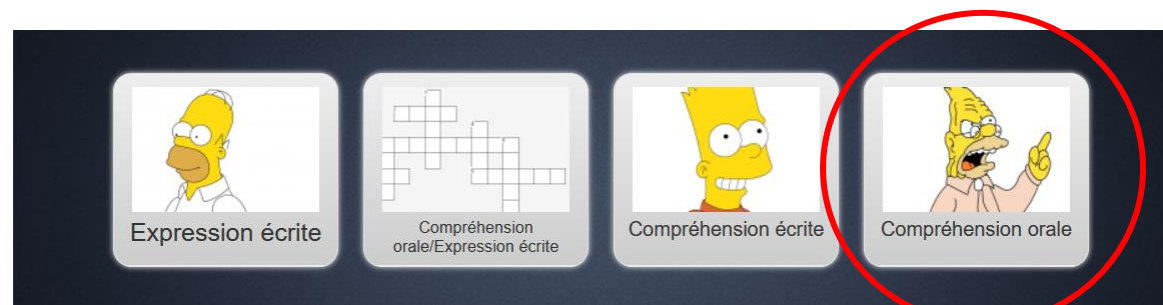 Expression écrite
Compréhension
orale/Expression écrite
Compréhension écrite
Compréhension orale